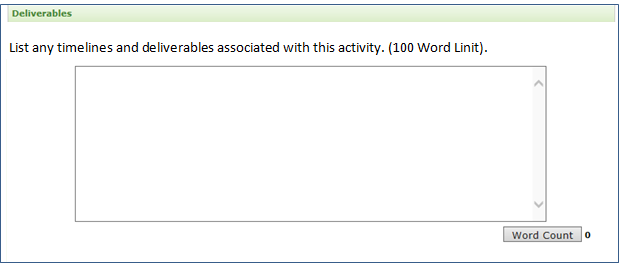 Deliverables
List any timelines and deliverables associated with this activity. (100 Word Linit).
Word Count 0